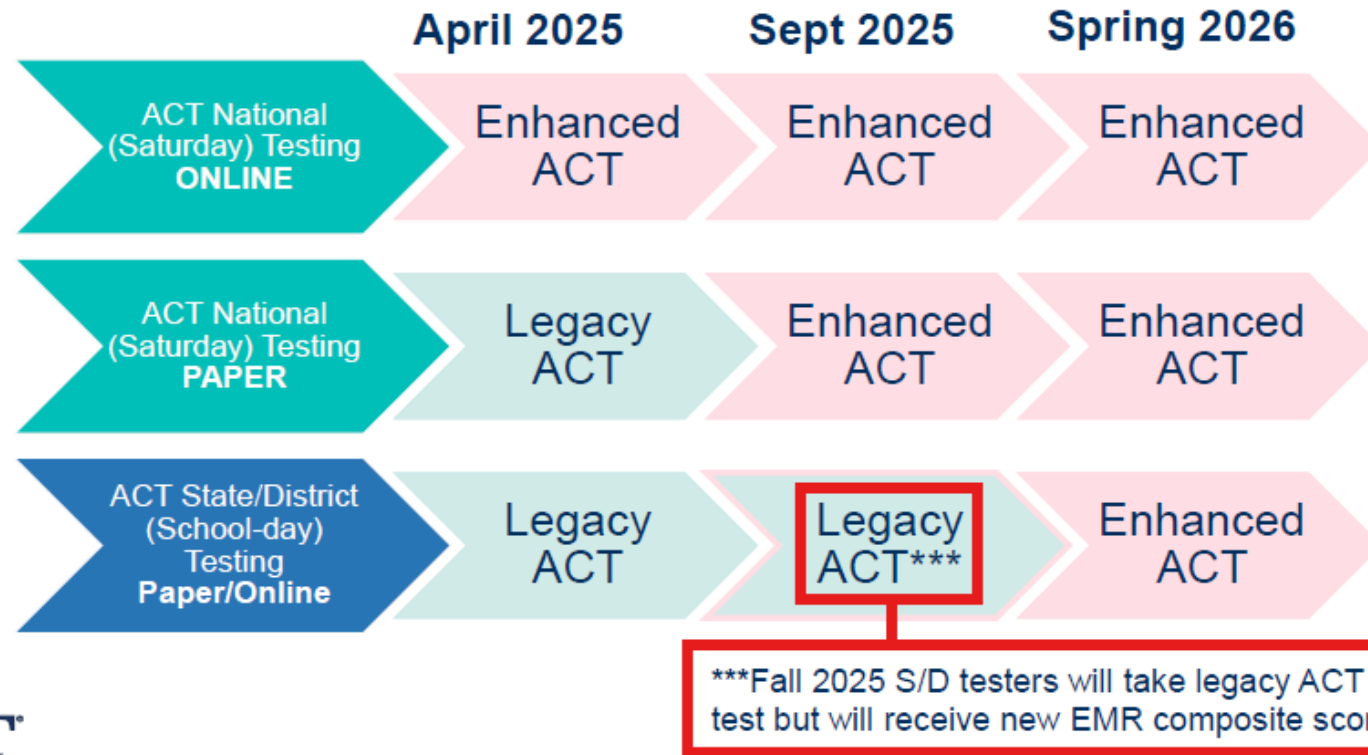 April 2025
Sept 2025
Spring 2026
ACT National
(Saturday) Testing
ONLINE
Enhanced
ACT
Enhanced
ACT
Enhanced
ACT
ACT National
(Saturday) Testing
PAPER
Legacy
ACT
Enhanced
ACT
Enhanced
ACT
ACT State/District
(School-day)
Testing
Paper/Online
Legacy
ACT
Legacy
ACT***
Enhanced
ACT
***Fall 2025 S/D testers will take legacy ACT
test but will receive new EMR composite